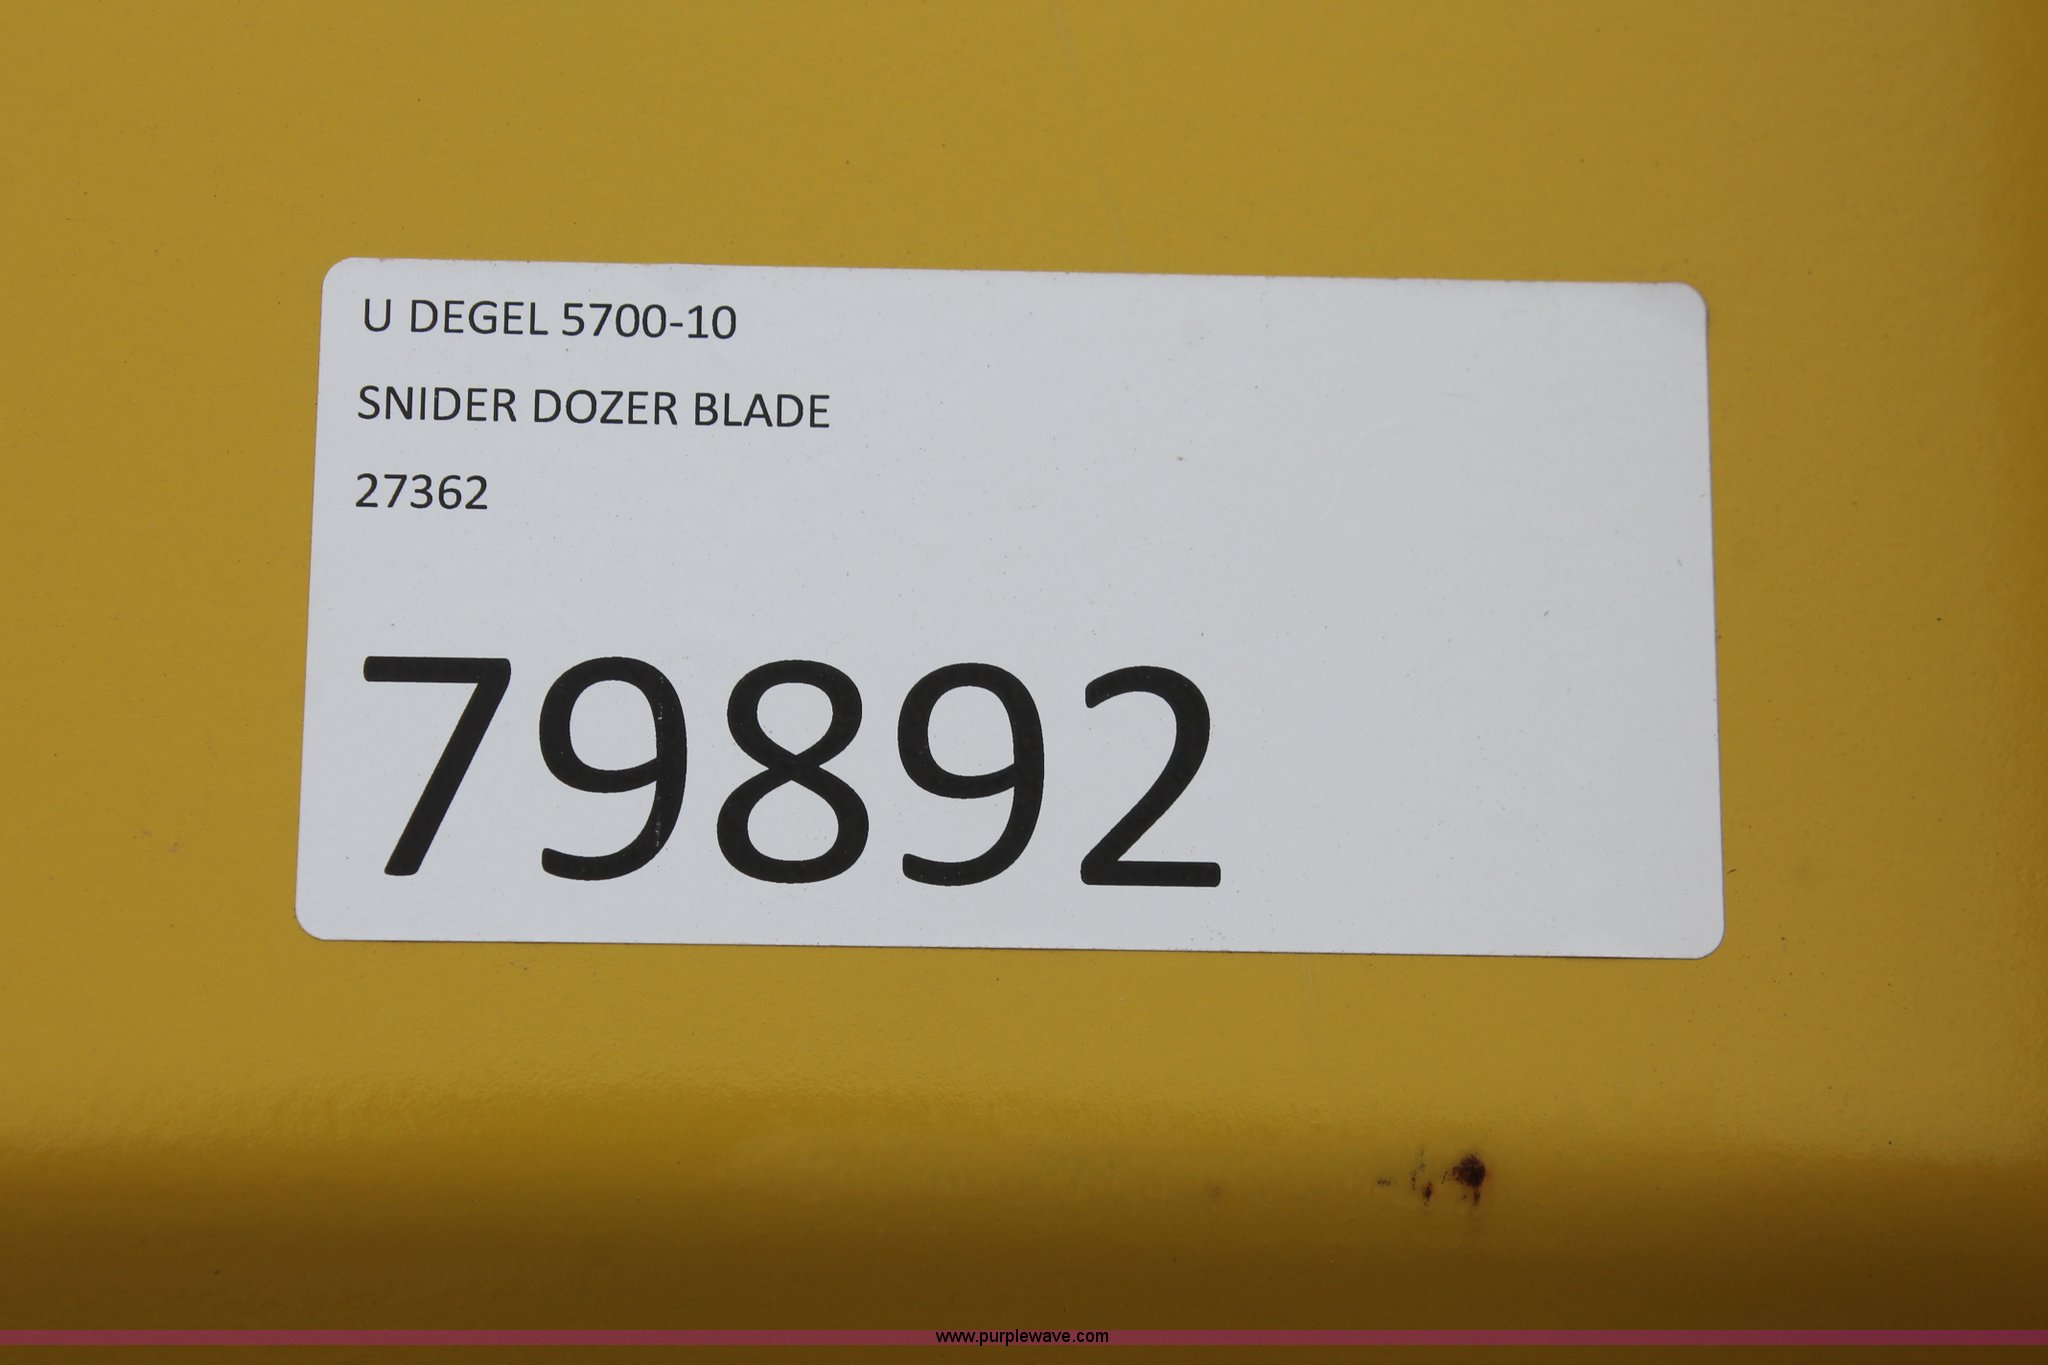 U DEGEL 5700-10
SNIDER DOZER BLADE
27362
79892
www.purplewave.com